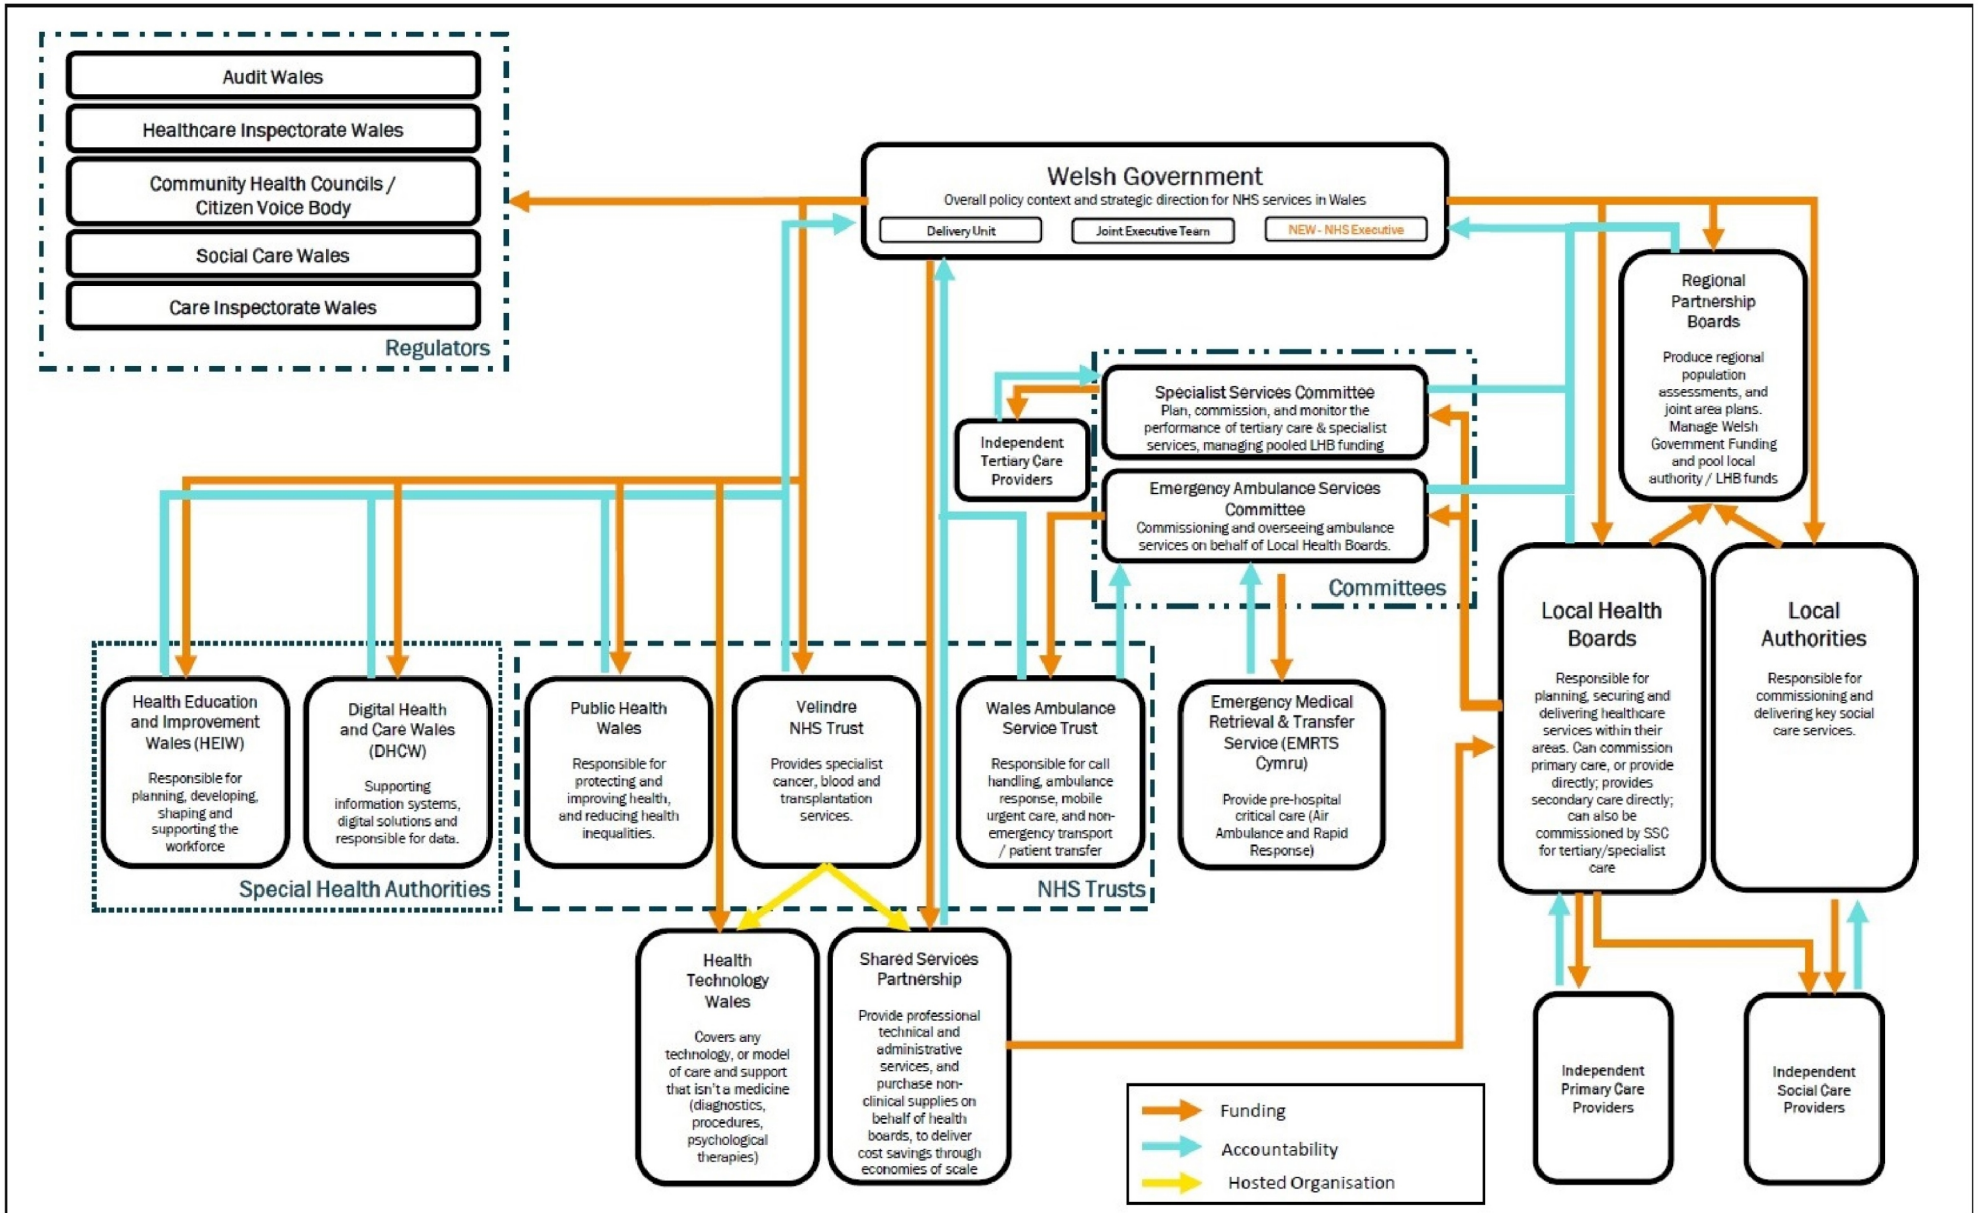 Audit Wales
Healthcare Inspectorate Wales
Community Health Councils /
Citizen Voice Body
Social Care Wales
Care Inspectorate Wales
Regulators
Welsh Government
Overall policy context and strategic direction for NHS services in Wales
Delivery Unit
Joint Executive Team
NEW - NHS Executive
Regional
Partnership
Boards
Produce regional
population
assessments, and
joint area plans.
Manage Welsh
Government Funding
and pool local
authority / LHB funds
Specialist Services Committee
Plan, commission, and monitor the
performance of tertiary care & specialist
services, managing pooled LHB funding
Independent
Tertiary Care
Providers
Emergency Ambulance Services
Committee
Commissioning and overseeing ambulance
services on behalf of Local Health Boards.
Committees
Local Health
Boards
Responsible for
planning, securing and
delivering healthcare
services within their
areas. Can commission
primary care, or provide
directly; provides
secondary care directly;
can also be
commissioned by SSC
for tertiary/specialist
care
Local
Authorities
Responsible for
commissioning and
delivering key social
care services.
Health Education
and Improvement
Wales (HEIW)
Responsible for
planning, developing,
shaping and
supporting the
workforce
Digital Health
and Care Wales
(DHCW)
Supporting
information systems,
digital solutions and
responsible for data.
Special Health Authorities
Public Health
Wales
Responsible for
protecting and
improving health,
and reducing health
inequalities.
Velindre
NHS Trust
Provides specialist
cancer, blood and
transplantation
services.
Wales Ambulance
Service Trust
Responsible for call
handling, ambulance
response, mobile
urgent care, and non-
emergency transport
/ patient transfer
NHS Trusts
Emergency Medical
Retrieval & Transfer
Service (EMRTS
Cymru)
Provide pre-hospital
critical care (Air
Ambulance and Rapid
Response)
Health
Technology
Wales
Covers any
technology, or model
of care and support
that isn't a medicine
(diagnostics,
procedures,
psychological
therapies)
Shared Services
Partnership
Provide professional
technical and
administrative
services, and
purchase non-
clinical supplies on
behalf of health
boards, to deliver
cost savings through
economies of scale
Independent
Primary Care
Providers
Independent
Social Care
Providers
Funding
Accountability
Hosted Organisation